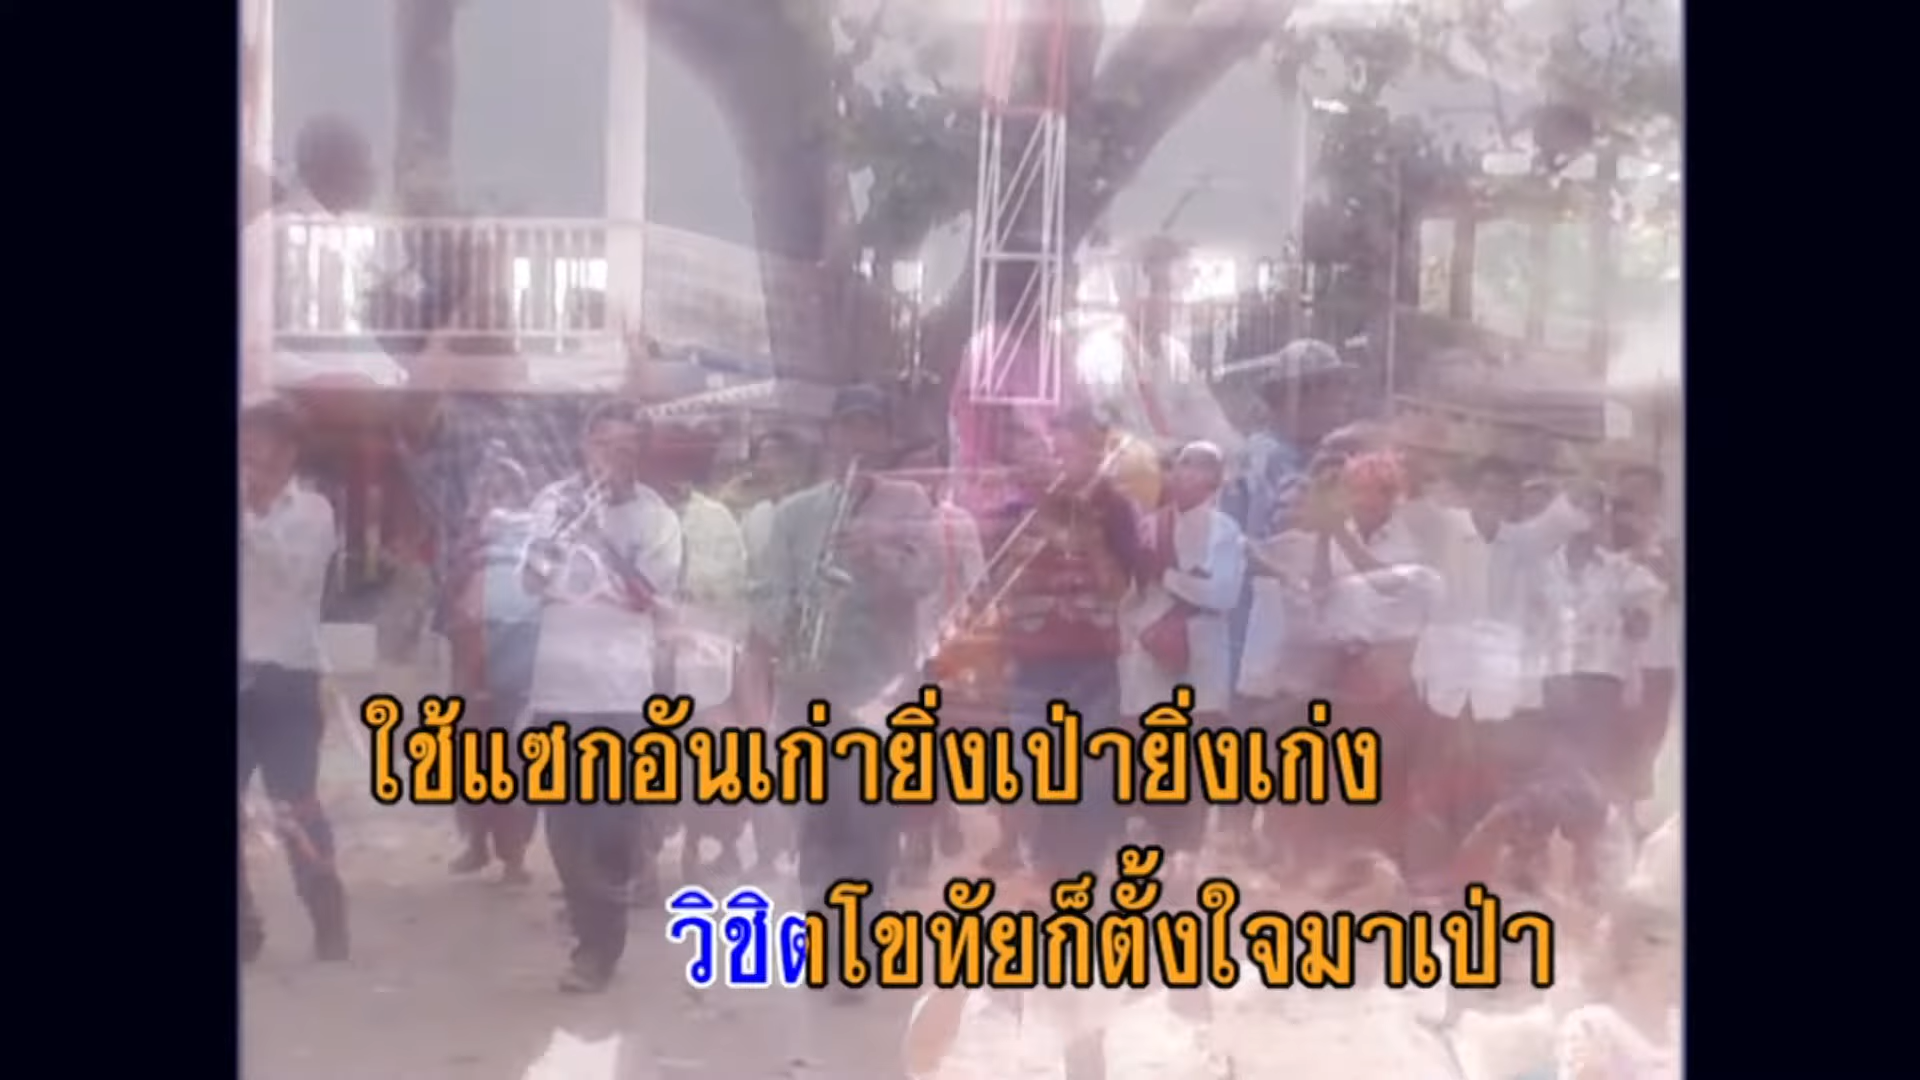 ใช้แซกอันเก่ายิ่งเป่ายิ่งเก่ง
วิชิตโขทัยก็ตั้งใจมาเป่า